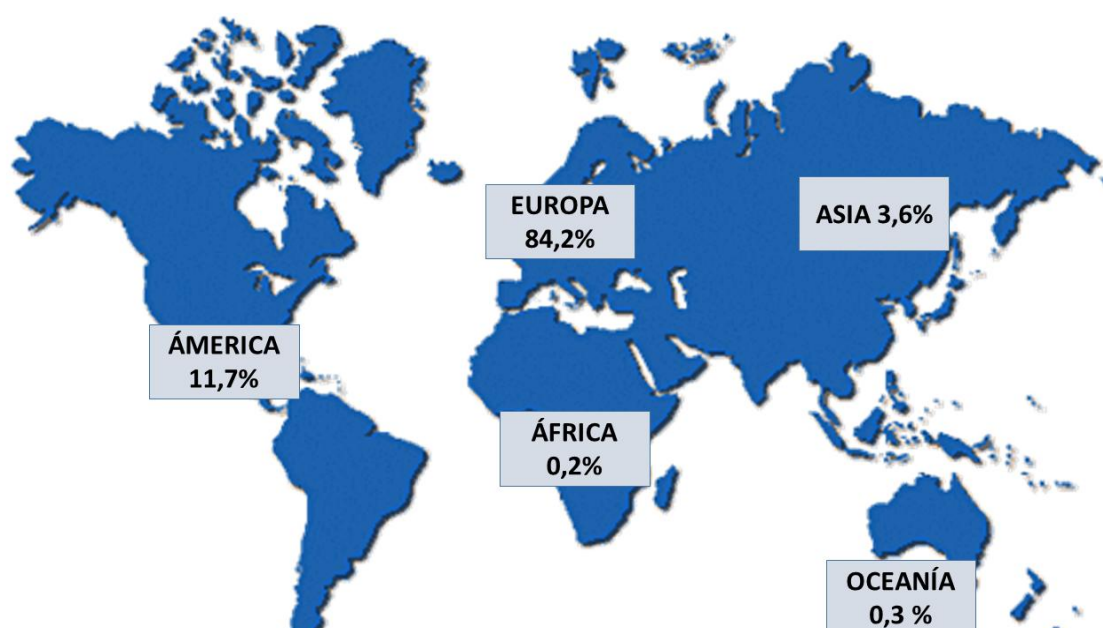 EUROPA
84,2%
ASIA 3,6%
ÁMERICA
11,7%
ÁFRICA
0,2%
OCEANÍA
0,3 %